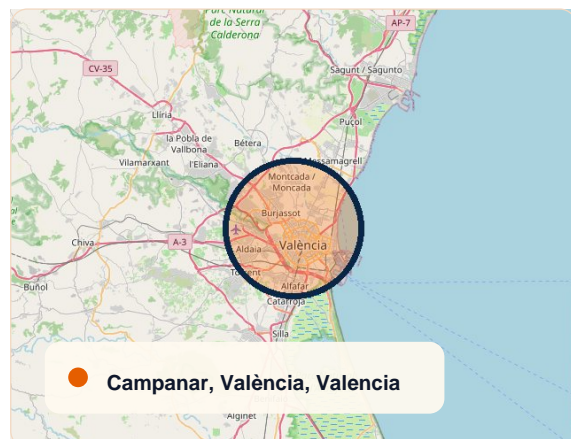 Parc Natural
de la Serra
Calderona
AP-7
CV-35
Sagunt / Sagunto
Llíria
Puçol
la Pobla de
Vallbona
Bétera
Vilamarxant
l'Eliana
Massamagrell
Montcada /
Moncada
Burjassot
Chiva
A-3
Aldaia
València
Torrent
Buñol
Alfafar
Catarroja
Silla
Campanar, València, Valencia
Alginet